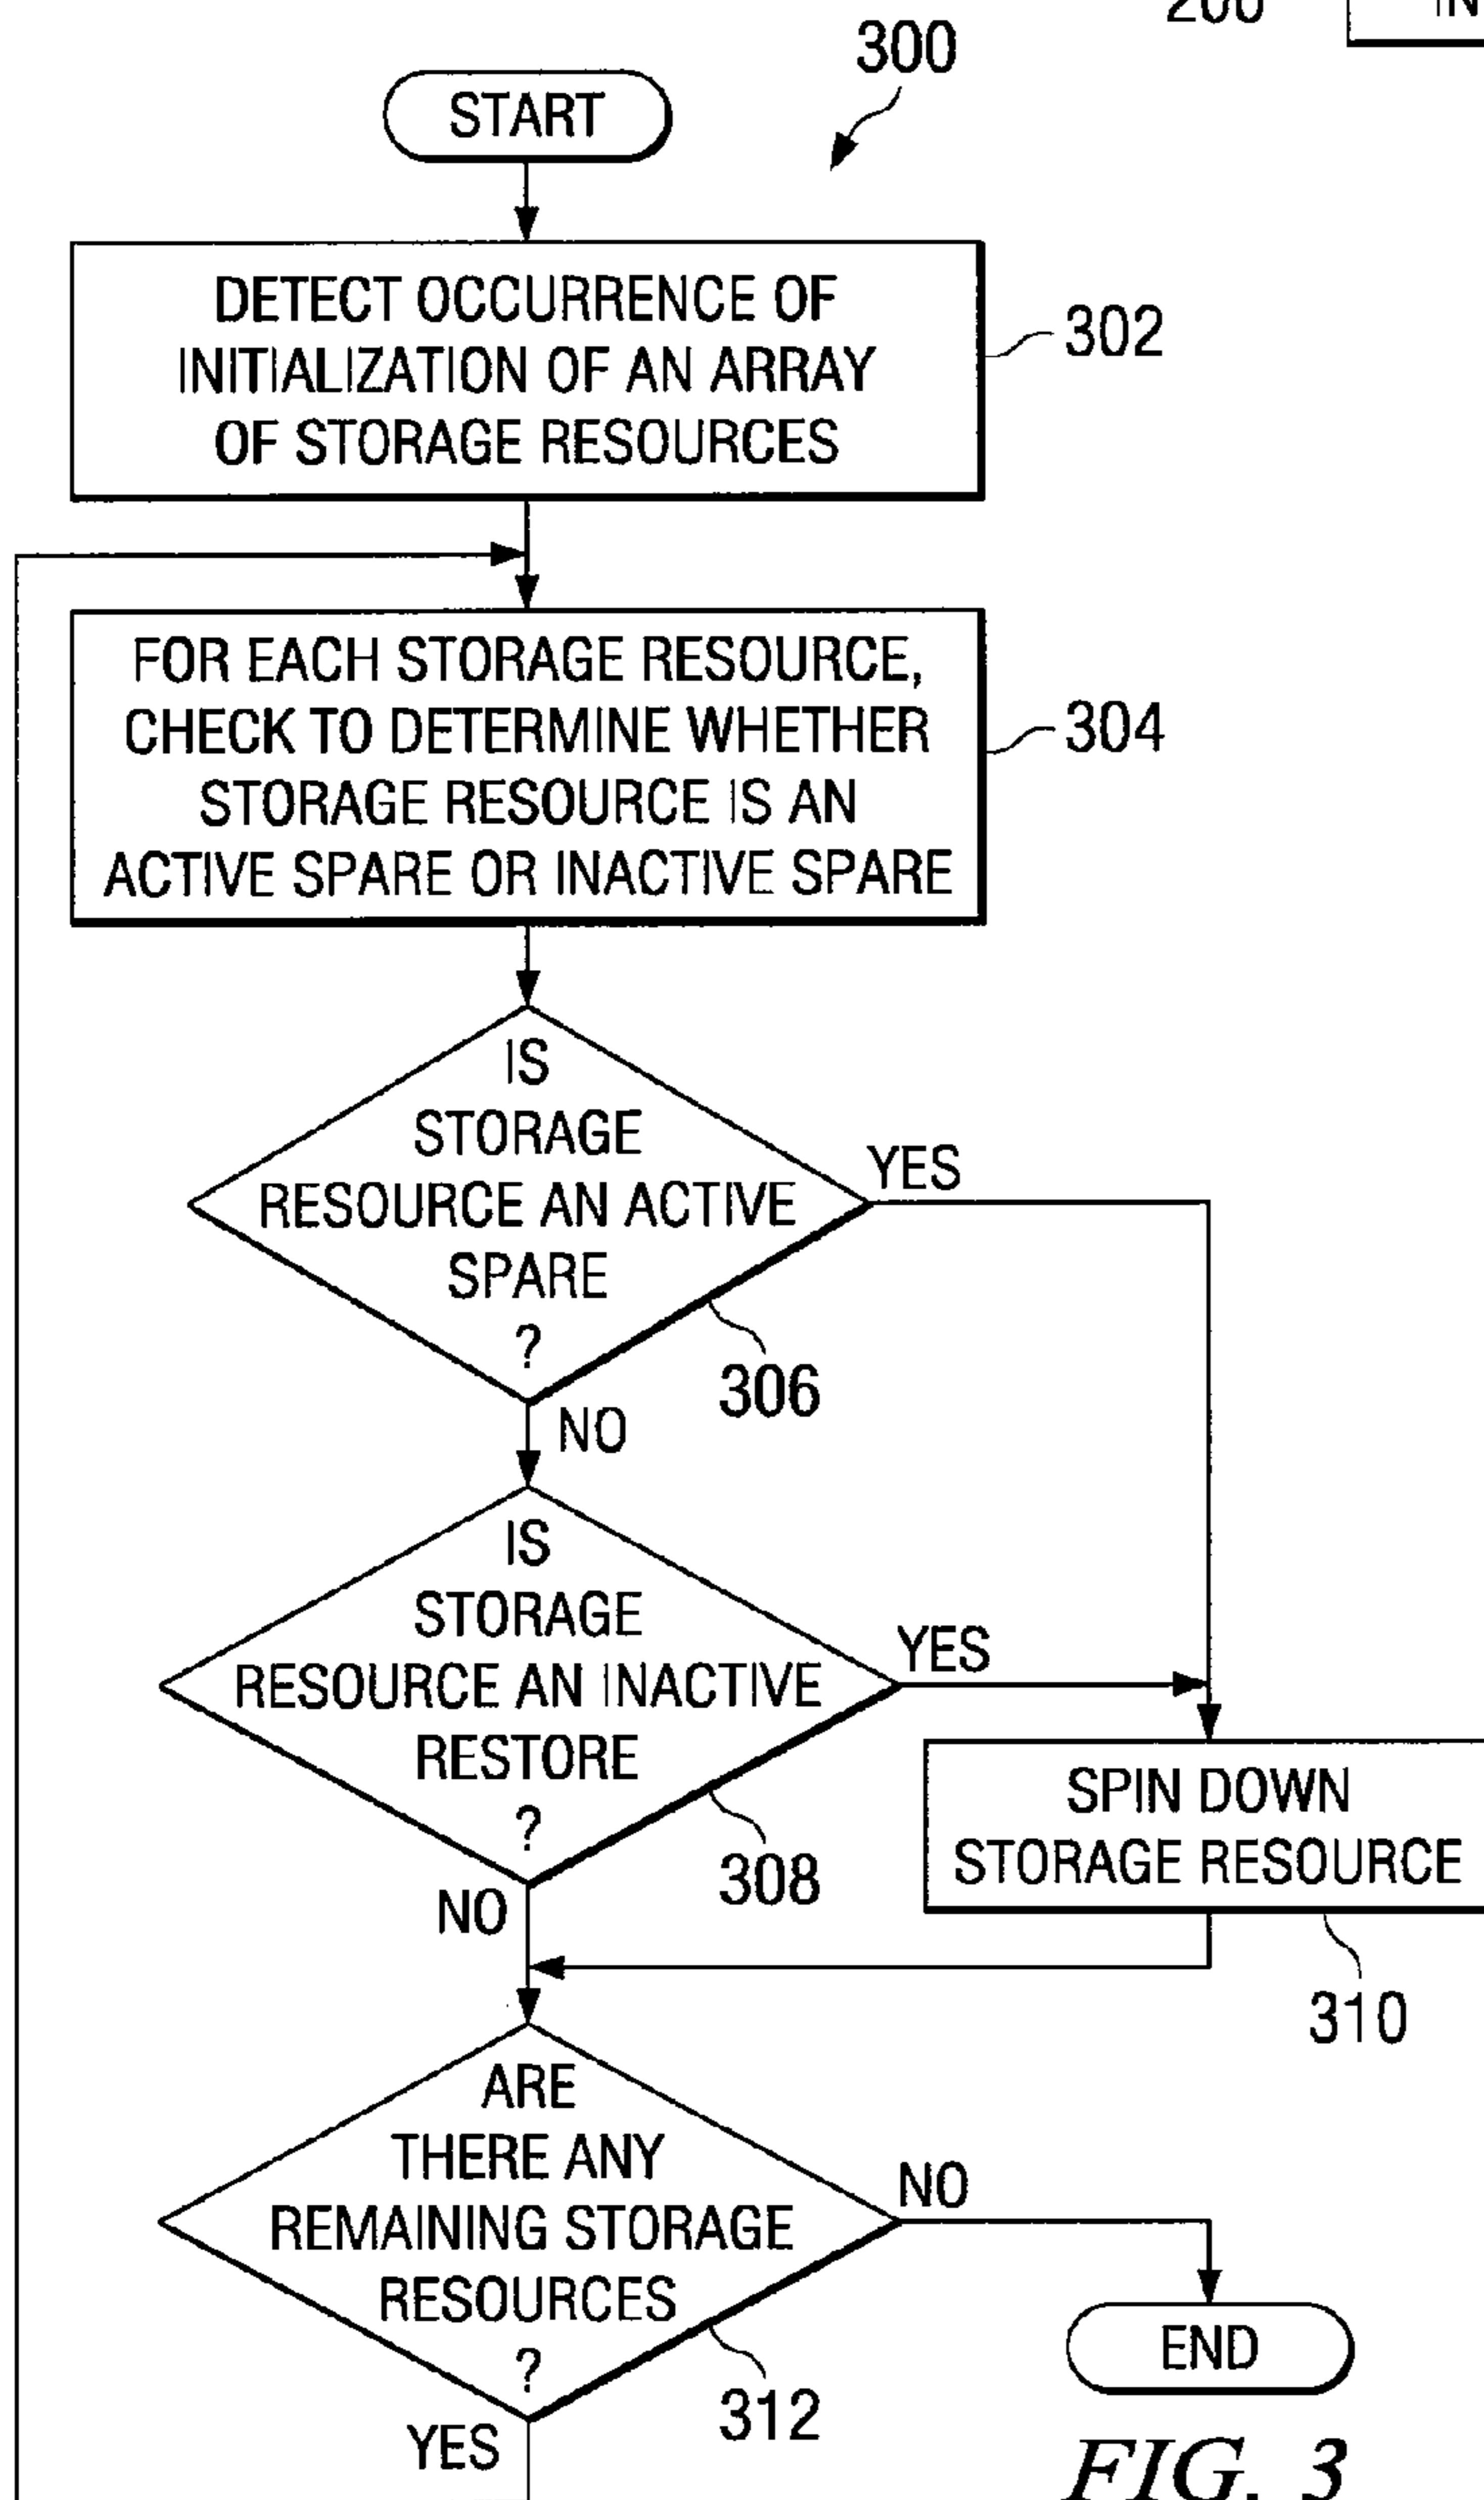 300
START
DETECT OCCURRENCE OF
INITIALIZATION OF AN ARRAY
OF STORAGE RESOURCES
302
FOR EACH STORAGE RESOURCE,
CHECK TO DETERMINE WHETHER
STORAGE RESOURCE IS AN
ACTIVE SPARE OR INACTIVE SPARE
304
IS
STORAGE
RESOURCE AN ACTIVE
SPARE
?
YES
306
NO
IS
STORAGE
RESOURCE AN INACTIVE
RESTORE
?
YES
308
NO
SPIN DOWN
STORAGE RESOURCE
310
ARE
THERE ANY
REMAINING STORAGE
RESOURCES
?
NO
312
YES
END
FIG. 3